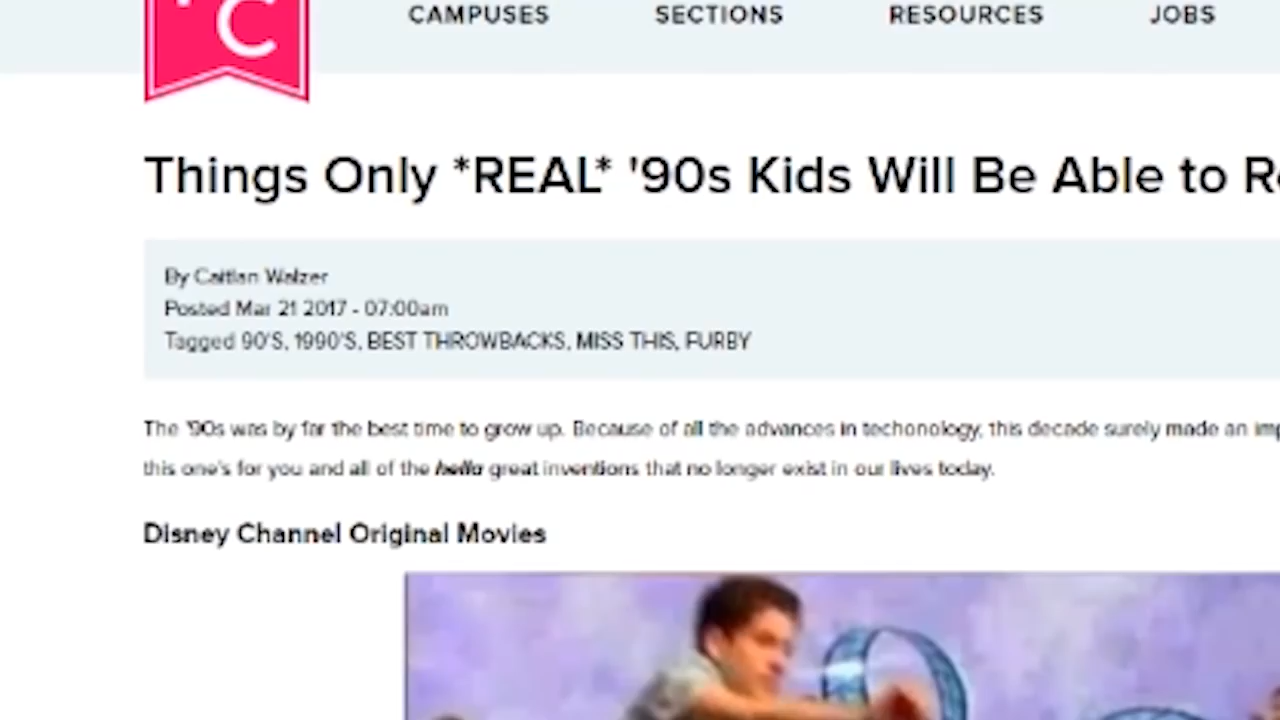 C
CAMPUSES SECTIONS RESOURCES JOBS
Things Only *REAL* '90s Kids Will Be Able to R
By Caitlan Walzer
Posted Mar 21 2017 - 07:00am
Tagged 90'S, 1990'S, BEST THROWBACKS, MISS THIS, FURBY
The '90s was by far the best time to grow up. Because of all the advances in techonology, this decade surely made an
this one's for you and all of the hella great inventions that no longer exist in our lives today.
Disney Channel Original Movies